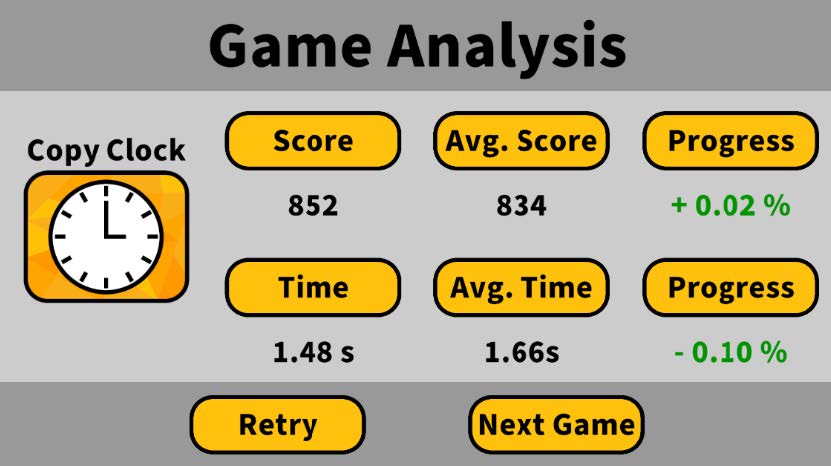 Game Analysis
Copy Clock
Score
Avg. Score
Progress
852
834
+ 0.02 %
Time
Avg. Time
Progress
1.48 s
1.66s
- 0.10 %
Retry
Next Game